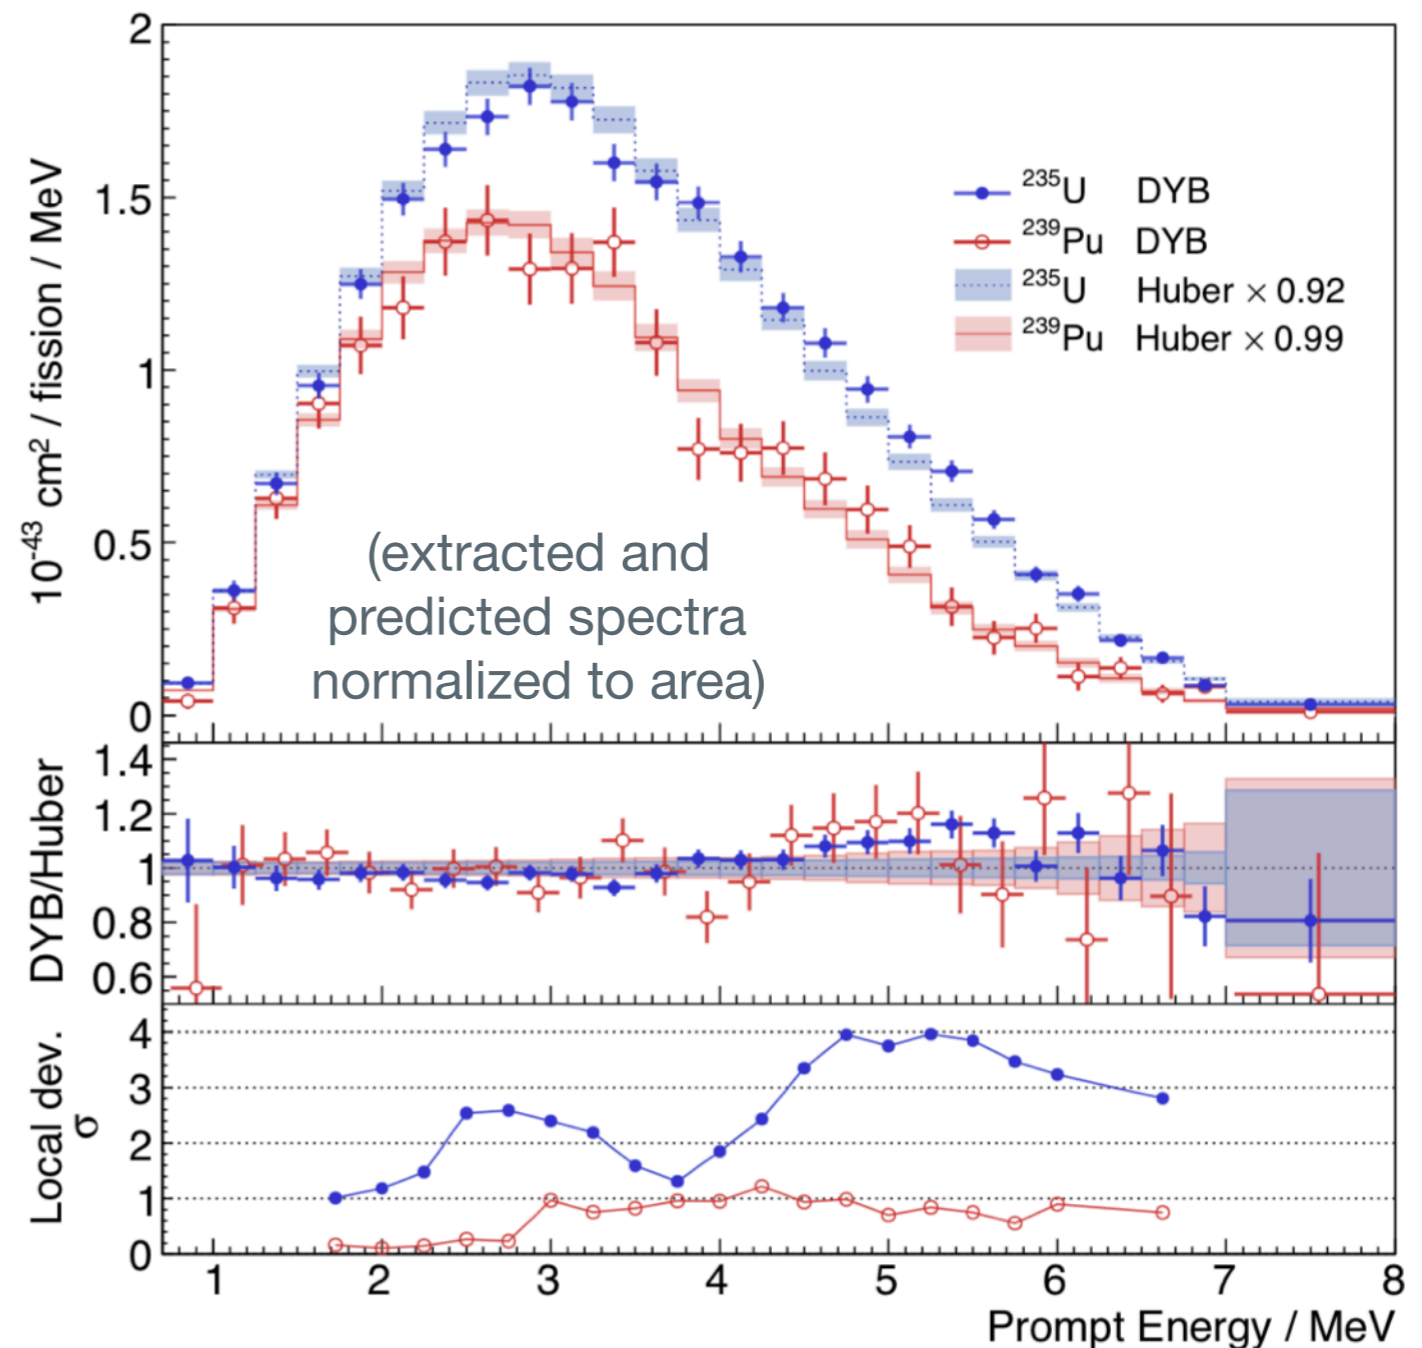 10⁻⁴³ cm² / fission / MeV
2
1.5
1
0.5
0
²³⁵U DYB
²³⁹Pu DYB
²³⁵U Huber × 0.92
²³⁹Pu Huber × 0.99
(extracted and
predicted spectra
normalized to area)
DYB/Huber
1.4
1.2
1
0.8
0.6
Local dev.
σ
4
3
2
1
0
1 2 3 4 5 6 7 8
Prompt Energy / MeV